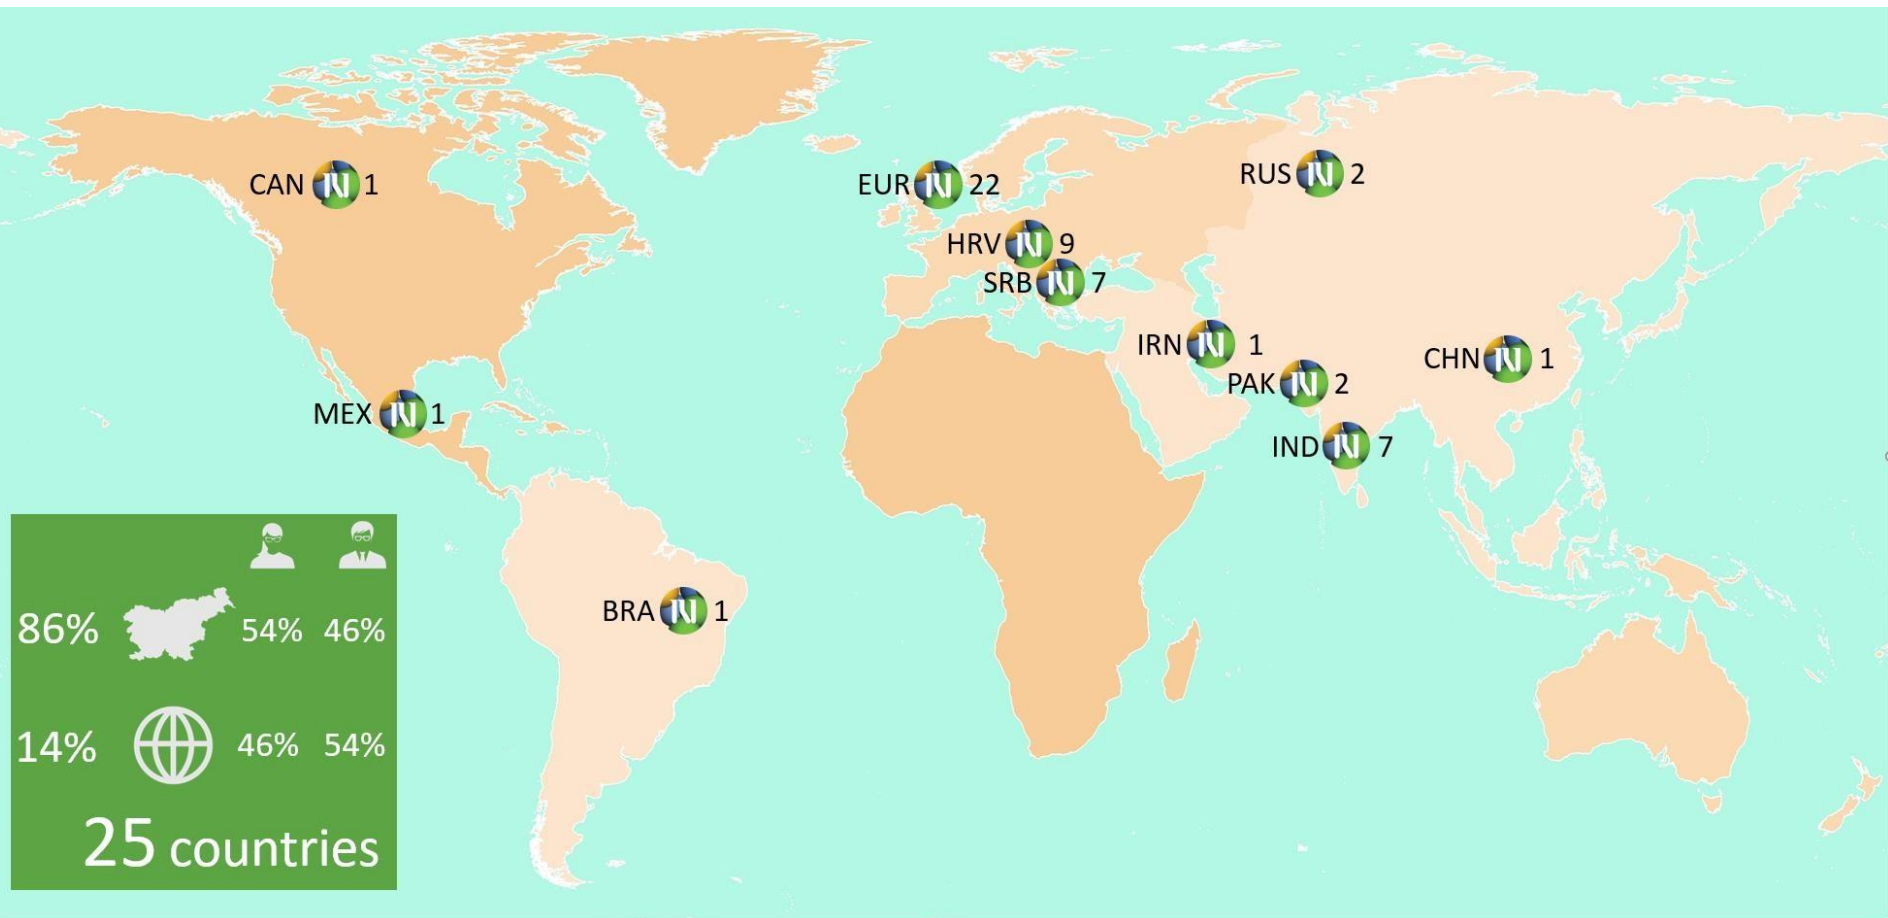 CAN 1
EUR 22
RUS 2
HRV 9
SRB 7
IRN 1
CHN 1
PAK 2
MEX 1
IND 7
BRA 1
86% 54% 46%
14% 46% 54%
25 countries